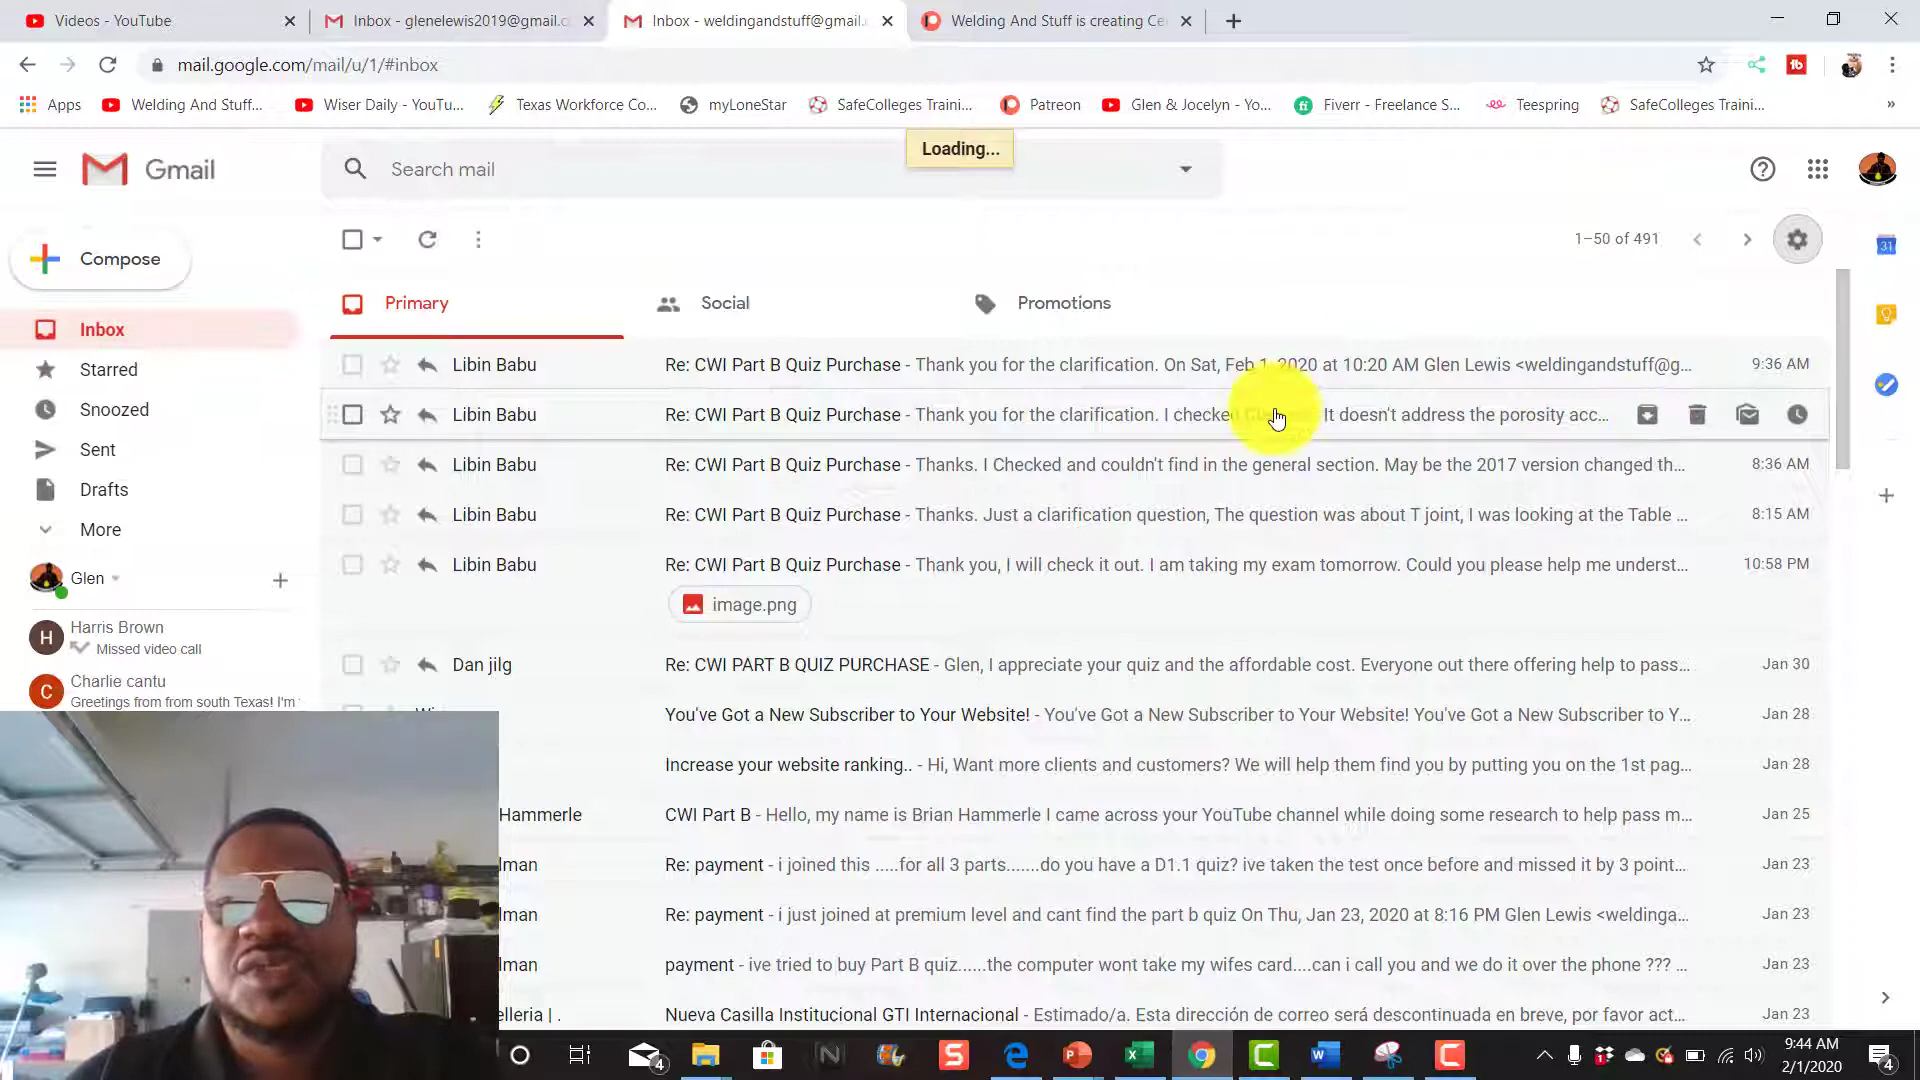 Videos - YouTube
Inbox - glenelewis2019@gmail.c
Inbox - weldingandstuff@gmail.
Welding And Stuff is creating Ce
mail.google.com/mail/u/1/#inbox
Apps
Welding And Stuff...
Wiser Daily - YouTu...
Texas Workforce Co...
myLoneStar
SafeColleges Traini...
Patreon
Glen & Jocelyn - Yo...
Fiverr - Freelance S...
Teespring
SafeColleges Traini...
»
Loading...
Gmail
Search mail
Compose
1–50 of 491
31
Primary
Social
Promotions
Inbox
Starred
Snoozed
Sent
Drafts
More
Glen
H
Harris Brown
Missed video call
C
Charlie cantu
Greetings from from south Texas! I'm
Libin Babu Re: CWI Part B Quiz Purchase - Thank you for the clarification. On Sat, Feb 1, 2020 at 10:20 AM Glen Lewis <weldingandstuff@g... 9:36 AM
Libin Babu Re: CWI Part B Quiz Purchase - Thank you for the clarification. I checked It doesn't address the porosity acc...
Libin Babu Re: CWI Part B Quiz Purchase - Thanks. I Checked and couldn't find in the general section. May be the 2017 version changed th... 8:36 AM
Libin Babu Re: CWI Part B Quiz Purchase - Thanks. Just a clarification question, The question was about T joint, I was looking at the Table ... 8:15 AM
Libin Babu Re: CWI Part B Quiz Purchase - Thank you, I will check it out. I am taking my exam tomorrow. Could you please help me underst... 10:58 PM
image.png
Dan jilg Re: CWI PART B QUIZ PURCHASE - Glen, I appreciate your quiz and the affordable cost. Everyone out there offering help to pass... Jan 30
You've Got a New Subscriber to Your Website! - You've Got a New Subscriber to Your Website! You've Got a New Subscriber to Y... Jan 28
Increase your website ranking.. - Hi, Want more clients and customers? We will help them find you by putting you on the 1st pag... Jan 28
Hammerle CWI Part B - Hello, my name is Brian Hammerle I came across your YouTube channel while doing some research to help pass m... Jan 25
lman Re: payment - i joined this .....for all 3 parts.......do you have a D1.1 quiz? ive taken the test once before and missed it by 3 point... Jan 23
lman Re: payment - i just joined at premium level and cant find the part b quiz On Thu, Jan 23, 2020 at 8:16 PM Glen Lewis <weldinga... Jan 23
lman payment - ive tried to buy Part B quiz......the computer wont take my wifes card....can i call you and we do it over the phone ??? ... Jan 23
elleria | . Nueva Casilla Institucional GTI Internacional - Estimado/a. Esta dirección de correo será discontinuada en breve, por favor act... Jan 23
4
9:44 AM
2/1/2020
4